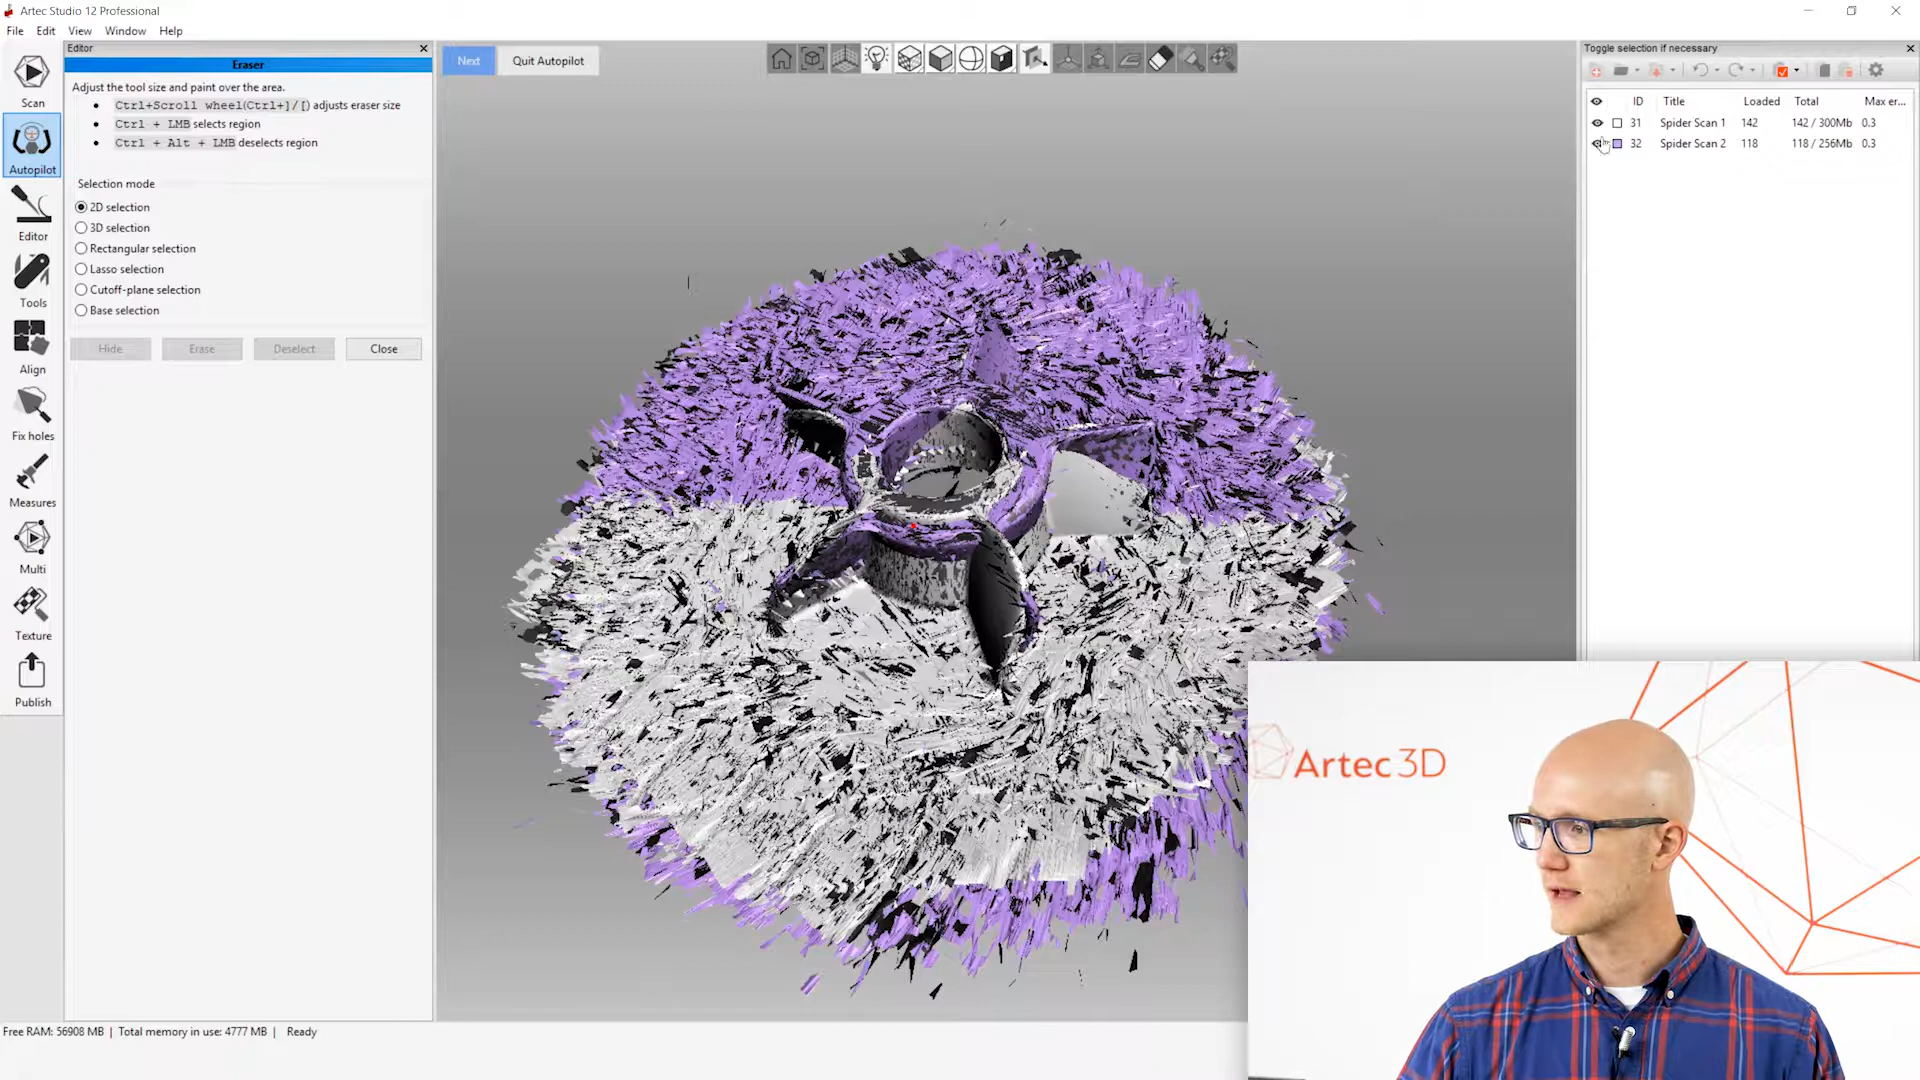 Artec Studio 12 Professional
File Edit View Window Help
Editor
Eraser
Adjust the tool size and paint over the area.
Ctrl+Scroll wheel(Ctrl+]/[) adjusts eraser size
Ctrl + LMB selects region
Ctrl + Alt + LMB deselects region
Selection mode
2D selection
3D selection
Rectangular selection
Lasso selection
Cutoff-plane selection
Base selection
Hide Erase Deselect Close
Scan
Autopilot
Editor
Tools
Align
Fix holes
Measures
Multi
Texture
Publish
Next Quit Autopilot
Toggle selection if necessary
ID Title Loaded Total Max er...
31 Spider Scan 1 142 142 / 300Mb 0.3
32 Spider Scan 2 118 118 / 256Mb 0.3
Artec 3D
Free RAM: 56908 MB | Total memory in use: 4777 MB | Ready